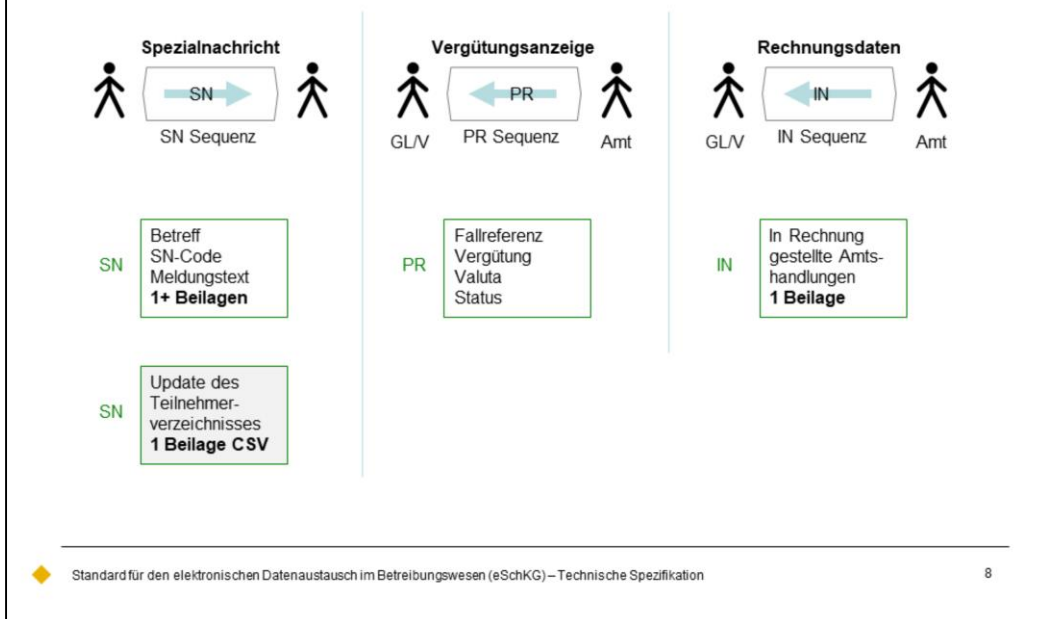 Spezialnachricht
SN
SN Sequenz
SN
Betreff
SN-Code
Meldungstext
1+ Beilagen
SN
Update des
Teilnehmer-
verzeichnisses
1 Beilage CSV
Vergütungsanzeige
PR
GL/V
PR Sequenz
Amt
PR
Fallreferenz
Vergütung
Valuta
Status
Rechnungsdaten
IN
GL/V
IN Sequenz
Amt
IN
In Rechnung
gestellte Amts-
handlungen
1 Beilage
Standard für den elektronischen Datenaustausch im Betreibungswesen (eSchKG) – Technische Spezifikation
8